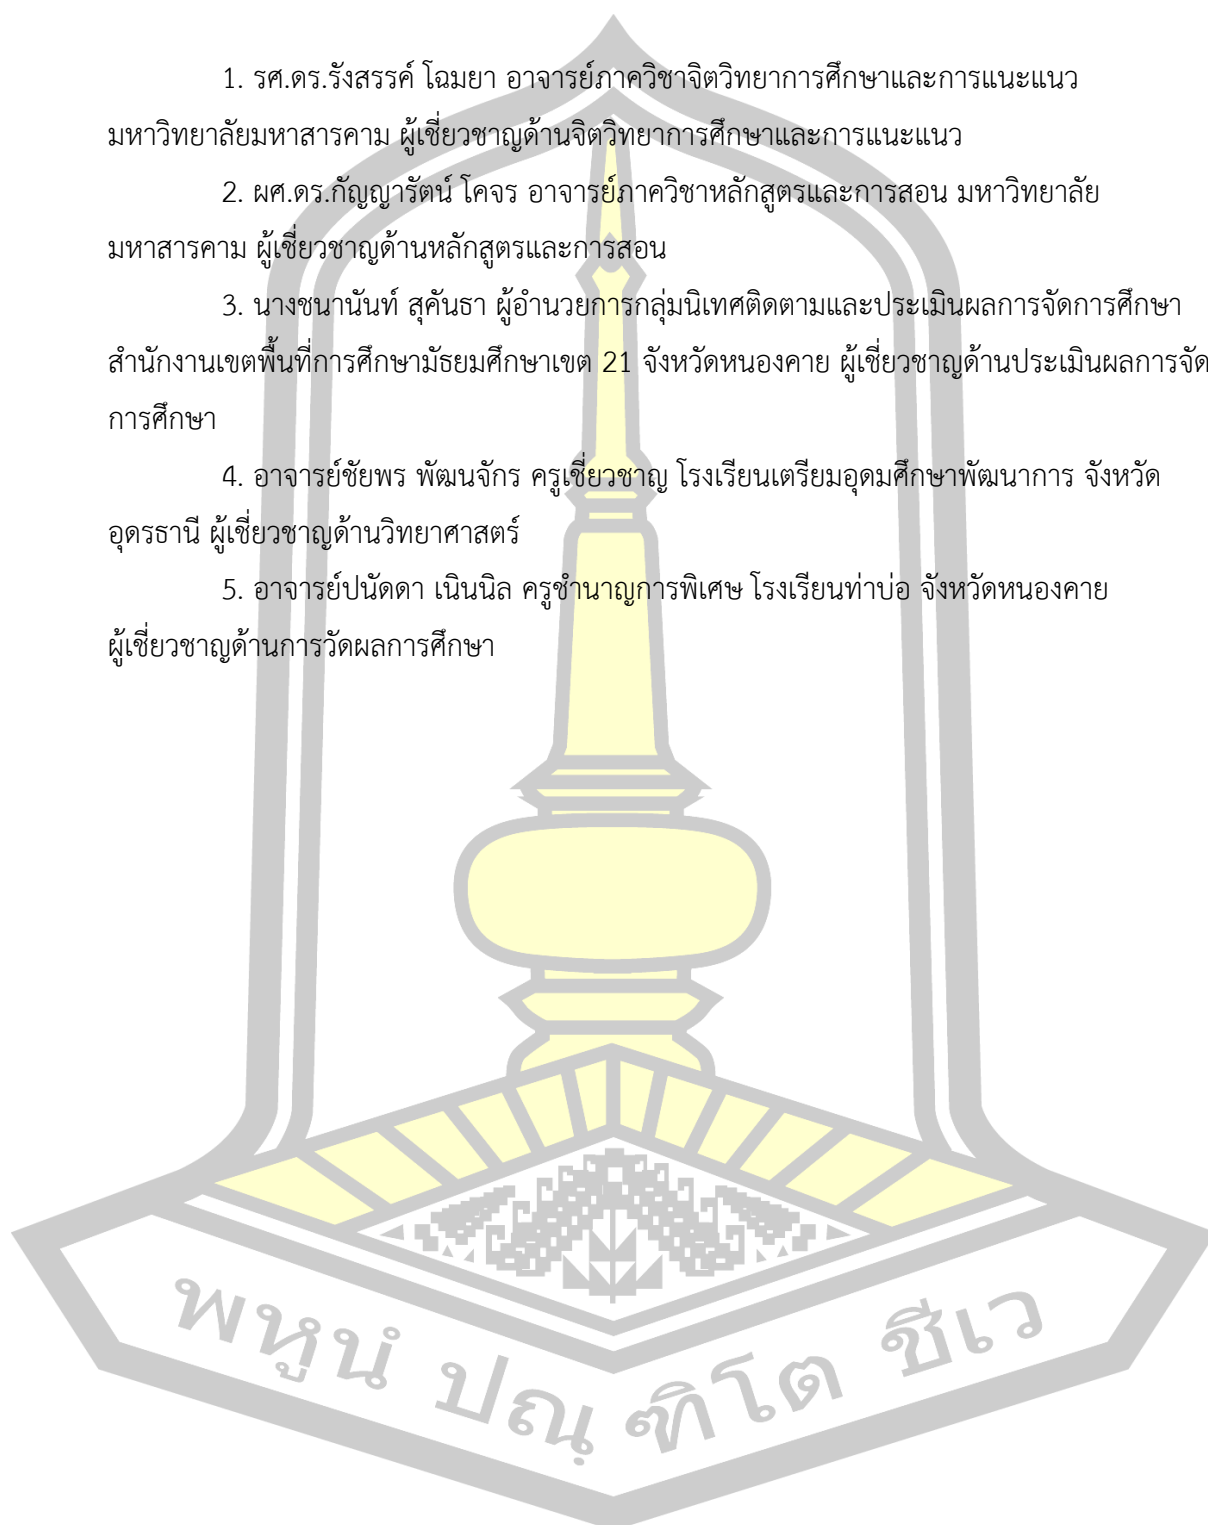 1. รศ.ดร.รังสรรค์ โฉมยา อาจารย์ภาควิชาจิตวิทยาการศึกษาและการแนะแนว
มหาวิทยาลัยมหาสารคาม ผู้เชี่ยวชาญด้านจิตวิทยาการศึกษาและการแนะแนว
2. ผศ.ดร.กัญญารัตน์ โคจร อาจารย์ภาควิชาหลักสูตรและการสอน มหาวิทยาลัย
มหาสารคาม ผู้เชี่ยวชาญด้านหลักสูตรและการสอน
3. นางชนานันท์ สุคันธา ผู้อำนวยการกลุ่มนิเทศติดตามและประเมินผลการจัดการศึกษา
สำนักงานเขตพื้นที่การศึกษามัธยมศึกษาเขต 21 จังหวัดหนองคาย ผู้เชี่ยวชาญด้านประเมินผลการจัด
การศึกษา
4. อาจารย์ชัยพร พัฒนจักร ครูเชี่ยวชาญ โรงเรียนเตรียมอุดมศึกษาพัฒนาการ จังหวัด
อุดรธานี ผู้เชี่ยวชาญด้านวิทยาศาสตร์
5. อาจารย์ปนัดดา เนินนิล ครูชำนาญการพิเศษ โรงเรียนท่าบ่อ จังหวัดหนองคาย
ผู้เชี่ยวชาญด้านการวัดผลการศึกษา
พหูนํ ปณฺฑิโต ชีเว